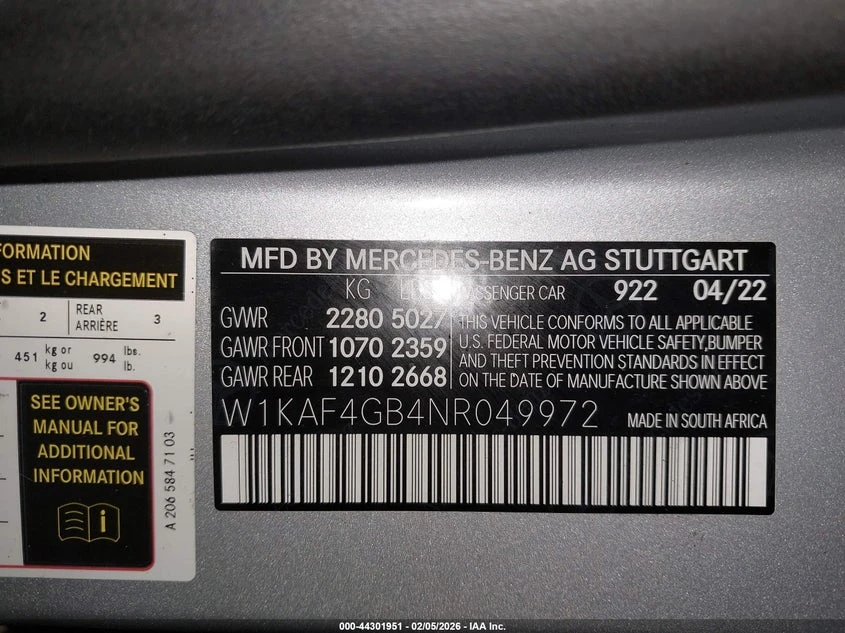 FORMATION
S ET LE CHARGEMENT
2 REAR ARRIÈRE 3
451 kg or kg ou 994 lbs. lb.
SEE OWNER'S
MANUAL FOR
ADDITIONAL
INFORMATION
i
A 206 584 71 03
MFD BY MERCEDES-BENZ AG STUTTGART
KG PASSENGER CAR 922 04/22
GVWR 2280 5027
GAWR FRONT 1070 2359
GAWR REAR 1210 2668
THIS VEHICLE CONFORMS TO ALL APPLICABLE
U.S. FEDERAL MOTOR VEHICLE SAFETY,BUMPER
AND THEFT PREVENTION STANDARDS IN EFFECT
ON THE DATE OF MANUFACTURE SHOWN ABOVE
W1KAF4GB4NR049972 MADE IN SOUTH AFRICA
000-44301951 - 02/05/2026 - IAA Inc.